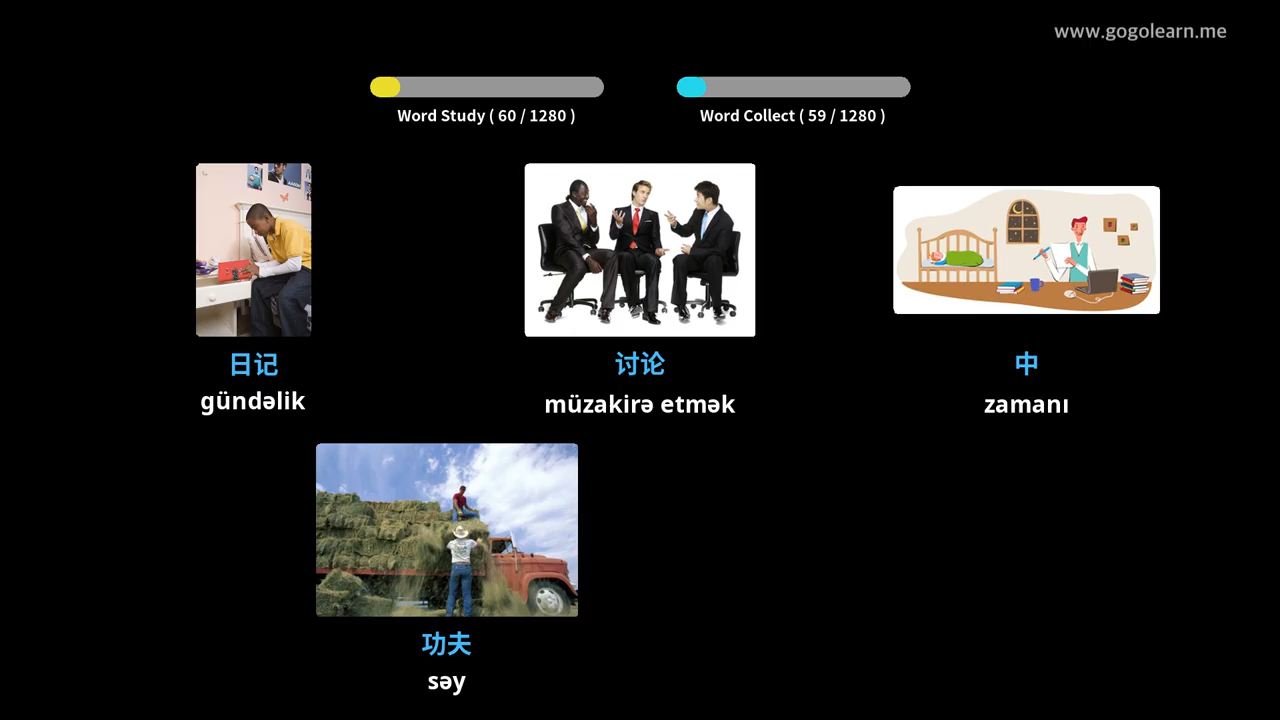 www.gogolearn.me
Word Study ( 60 / 1280 )
Word Collect ( 59 / 1280 )
日记
gündəlik
讨论
müzakirə etmək
中
zamanı
功夫
səy